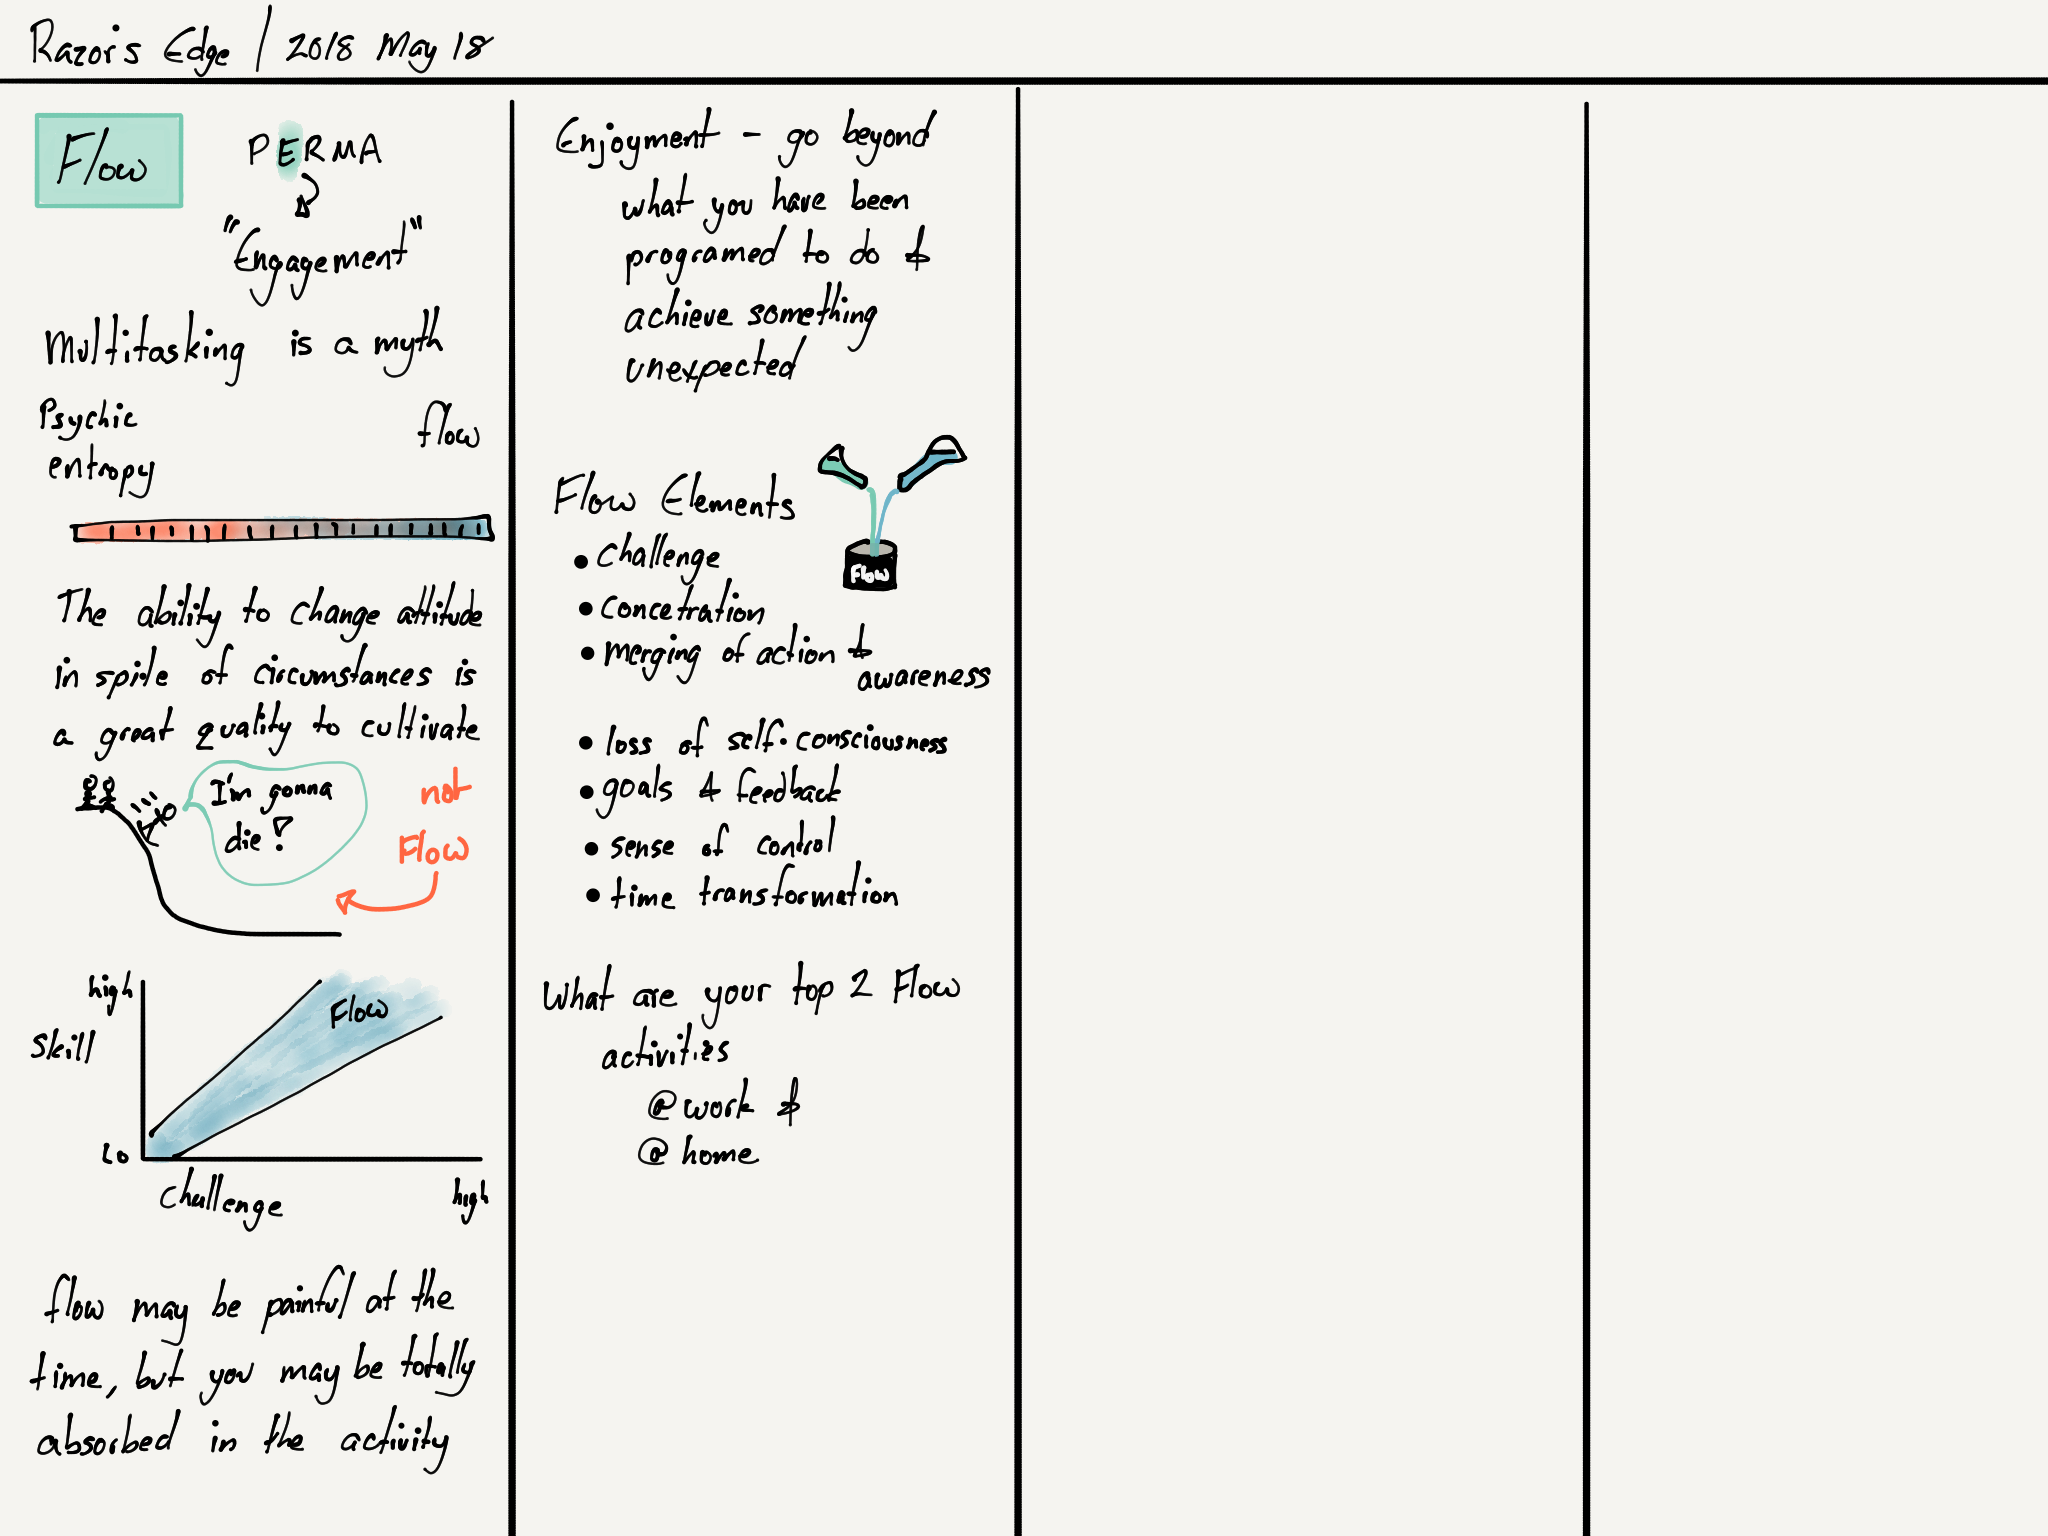 Razor's Edge / 2018 May 18
Flow
PERMA
"Engagement"
Multitasking is a myth
Psychic
entropy
flow
The ability to change attitude
in spite of circumstances is
a great quality to cultivate
I'm gonna
die!
not
Flow
high
Skill
Lo
Flow
Challenge
high
flow may be painful at the
time, but you may be totally
absorbed in the activity
Enjoyment - go beyond
what you have been
programed to do &
achieve something
unexpected
Flow Elements
Flow
• challenge
• concetration
• merging of action &
awareness
• loss of self-consciousness
• goals & feedback
• sense of control
• time transformation
What are your top 2 Flow
activities
@ work &
@ home